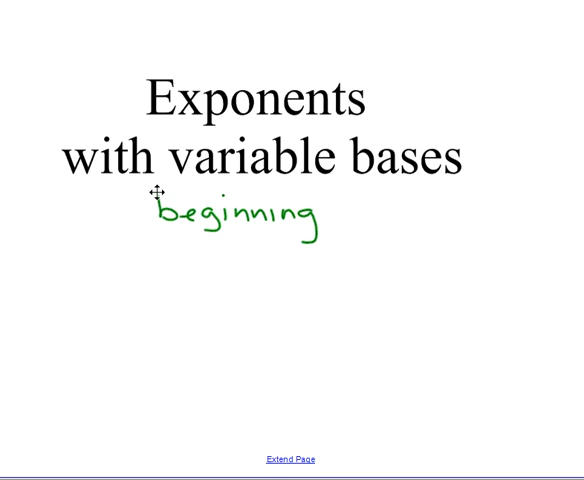 Exponents
with variable bases
beginning
Extend Page